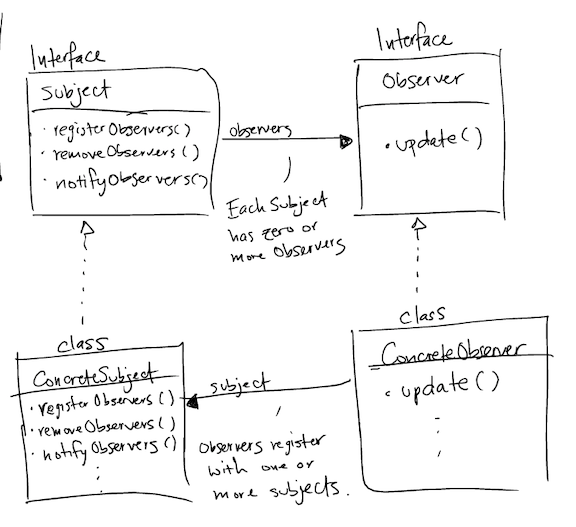 Interface
Subject
· registerObservers()
· removeObservers()
· notifyObservers()
observers
Each Subject
has zero or
more Observers
Interface
Observer
· update()
class
ConcreteSubject
· registerObservers()
· removeObservers()
· notifyObservers()
subject
Observers register
with one or
more subjects.
class
ConcreteObserver
· update()